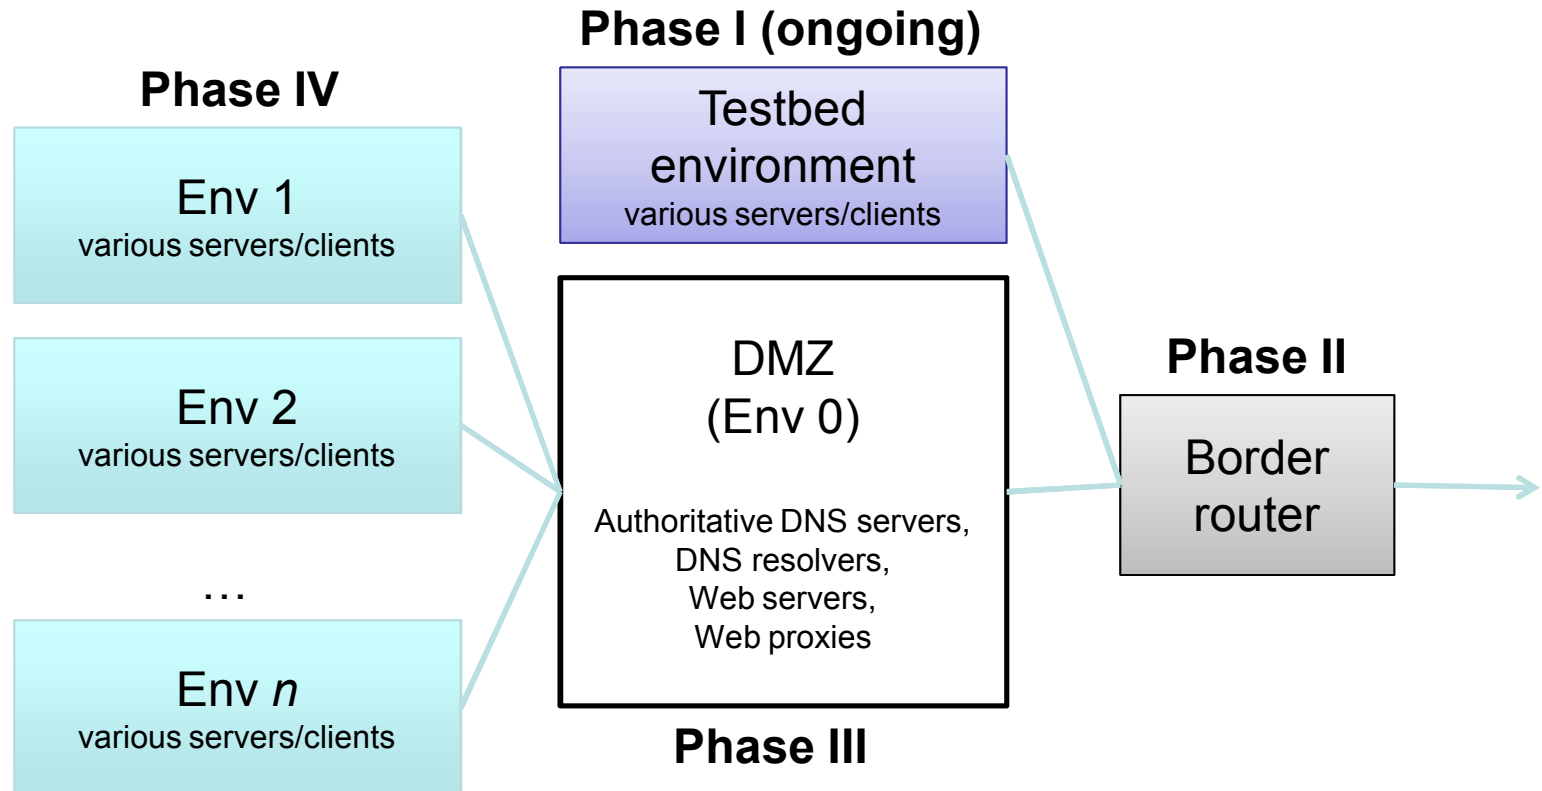 Phase I (ongoing)
Phase IV
Testbed
environment
various servers/clients
Env 1
various servers/clients
DMZ
(Env 0)
Authoritative DNS servers,
DNS resolvers,
Web servers,
Web proxies
Phase III
Phase II
Border
router
Env 2
various servers/clients
...
Env n
various servers/clients